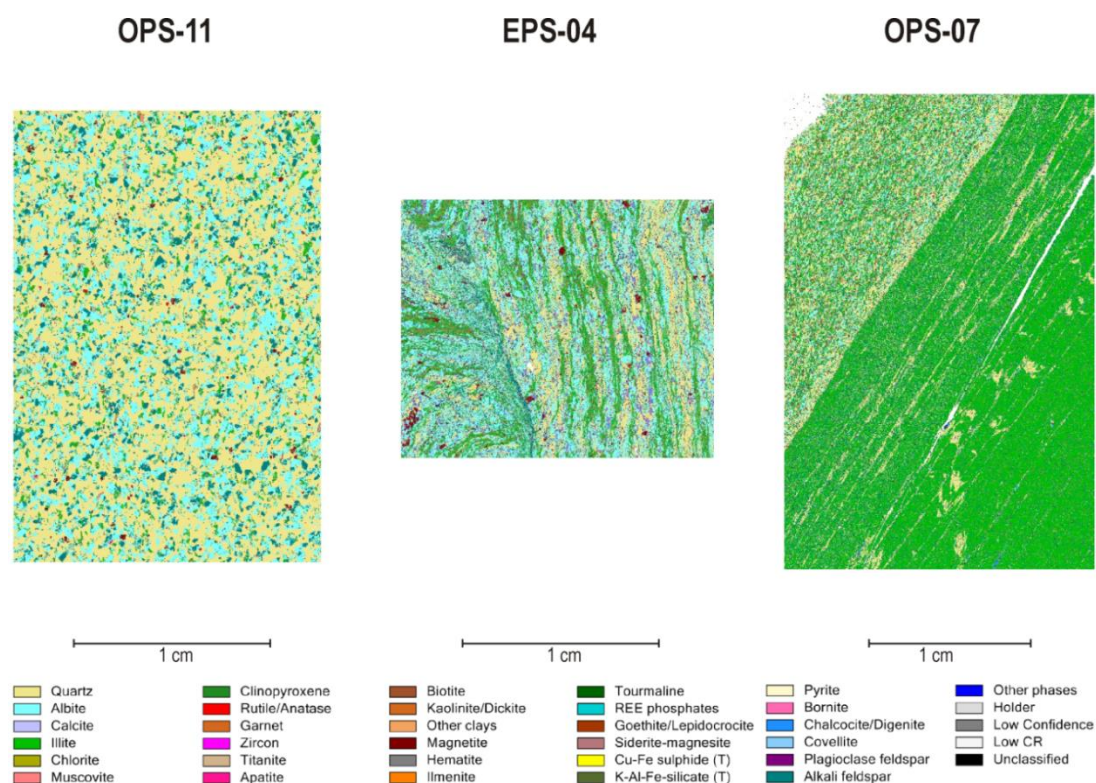 OPS-11 EPS-04 OPS-07
1 cm 1 cm 1 cm
Quartz Clinopyroxene Biotite Tourmaline Pyrite Other phases
Albite Rutile/Anatase Kaolinite/Dickite REE phosphates Bornite Holder
Calcite Garnet Other clays Goethite/Lepidocrocite Chalcocite/Digenite Low Confidence
Illite Zircon Magnetite Siderite-magnesite Covellite Low CR
Chlorite Titanite Hematite Cu-Fe sulphide (T) Plagioclase feldspar Unclassified
Muscovite Apatite Ilmenite K-Al-Fe-silicate (T) Alkali feldspar